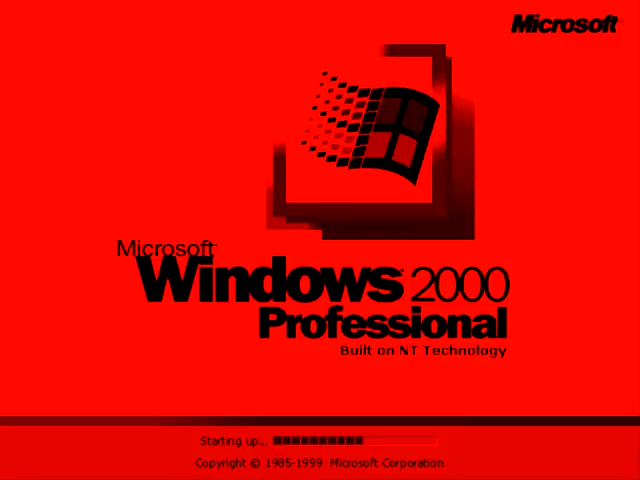 Microsoft
Microsoft
Windows 2000
Professional
Built on NT Technology
Starting up...
Copyright © 1985-1999 Microsoft Corporation